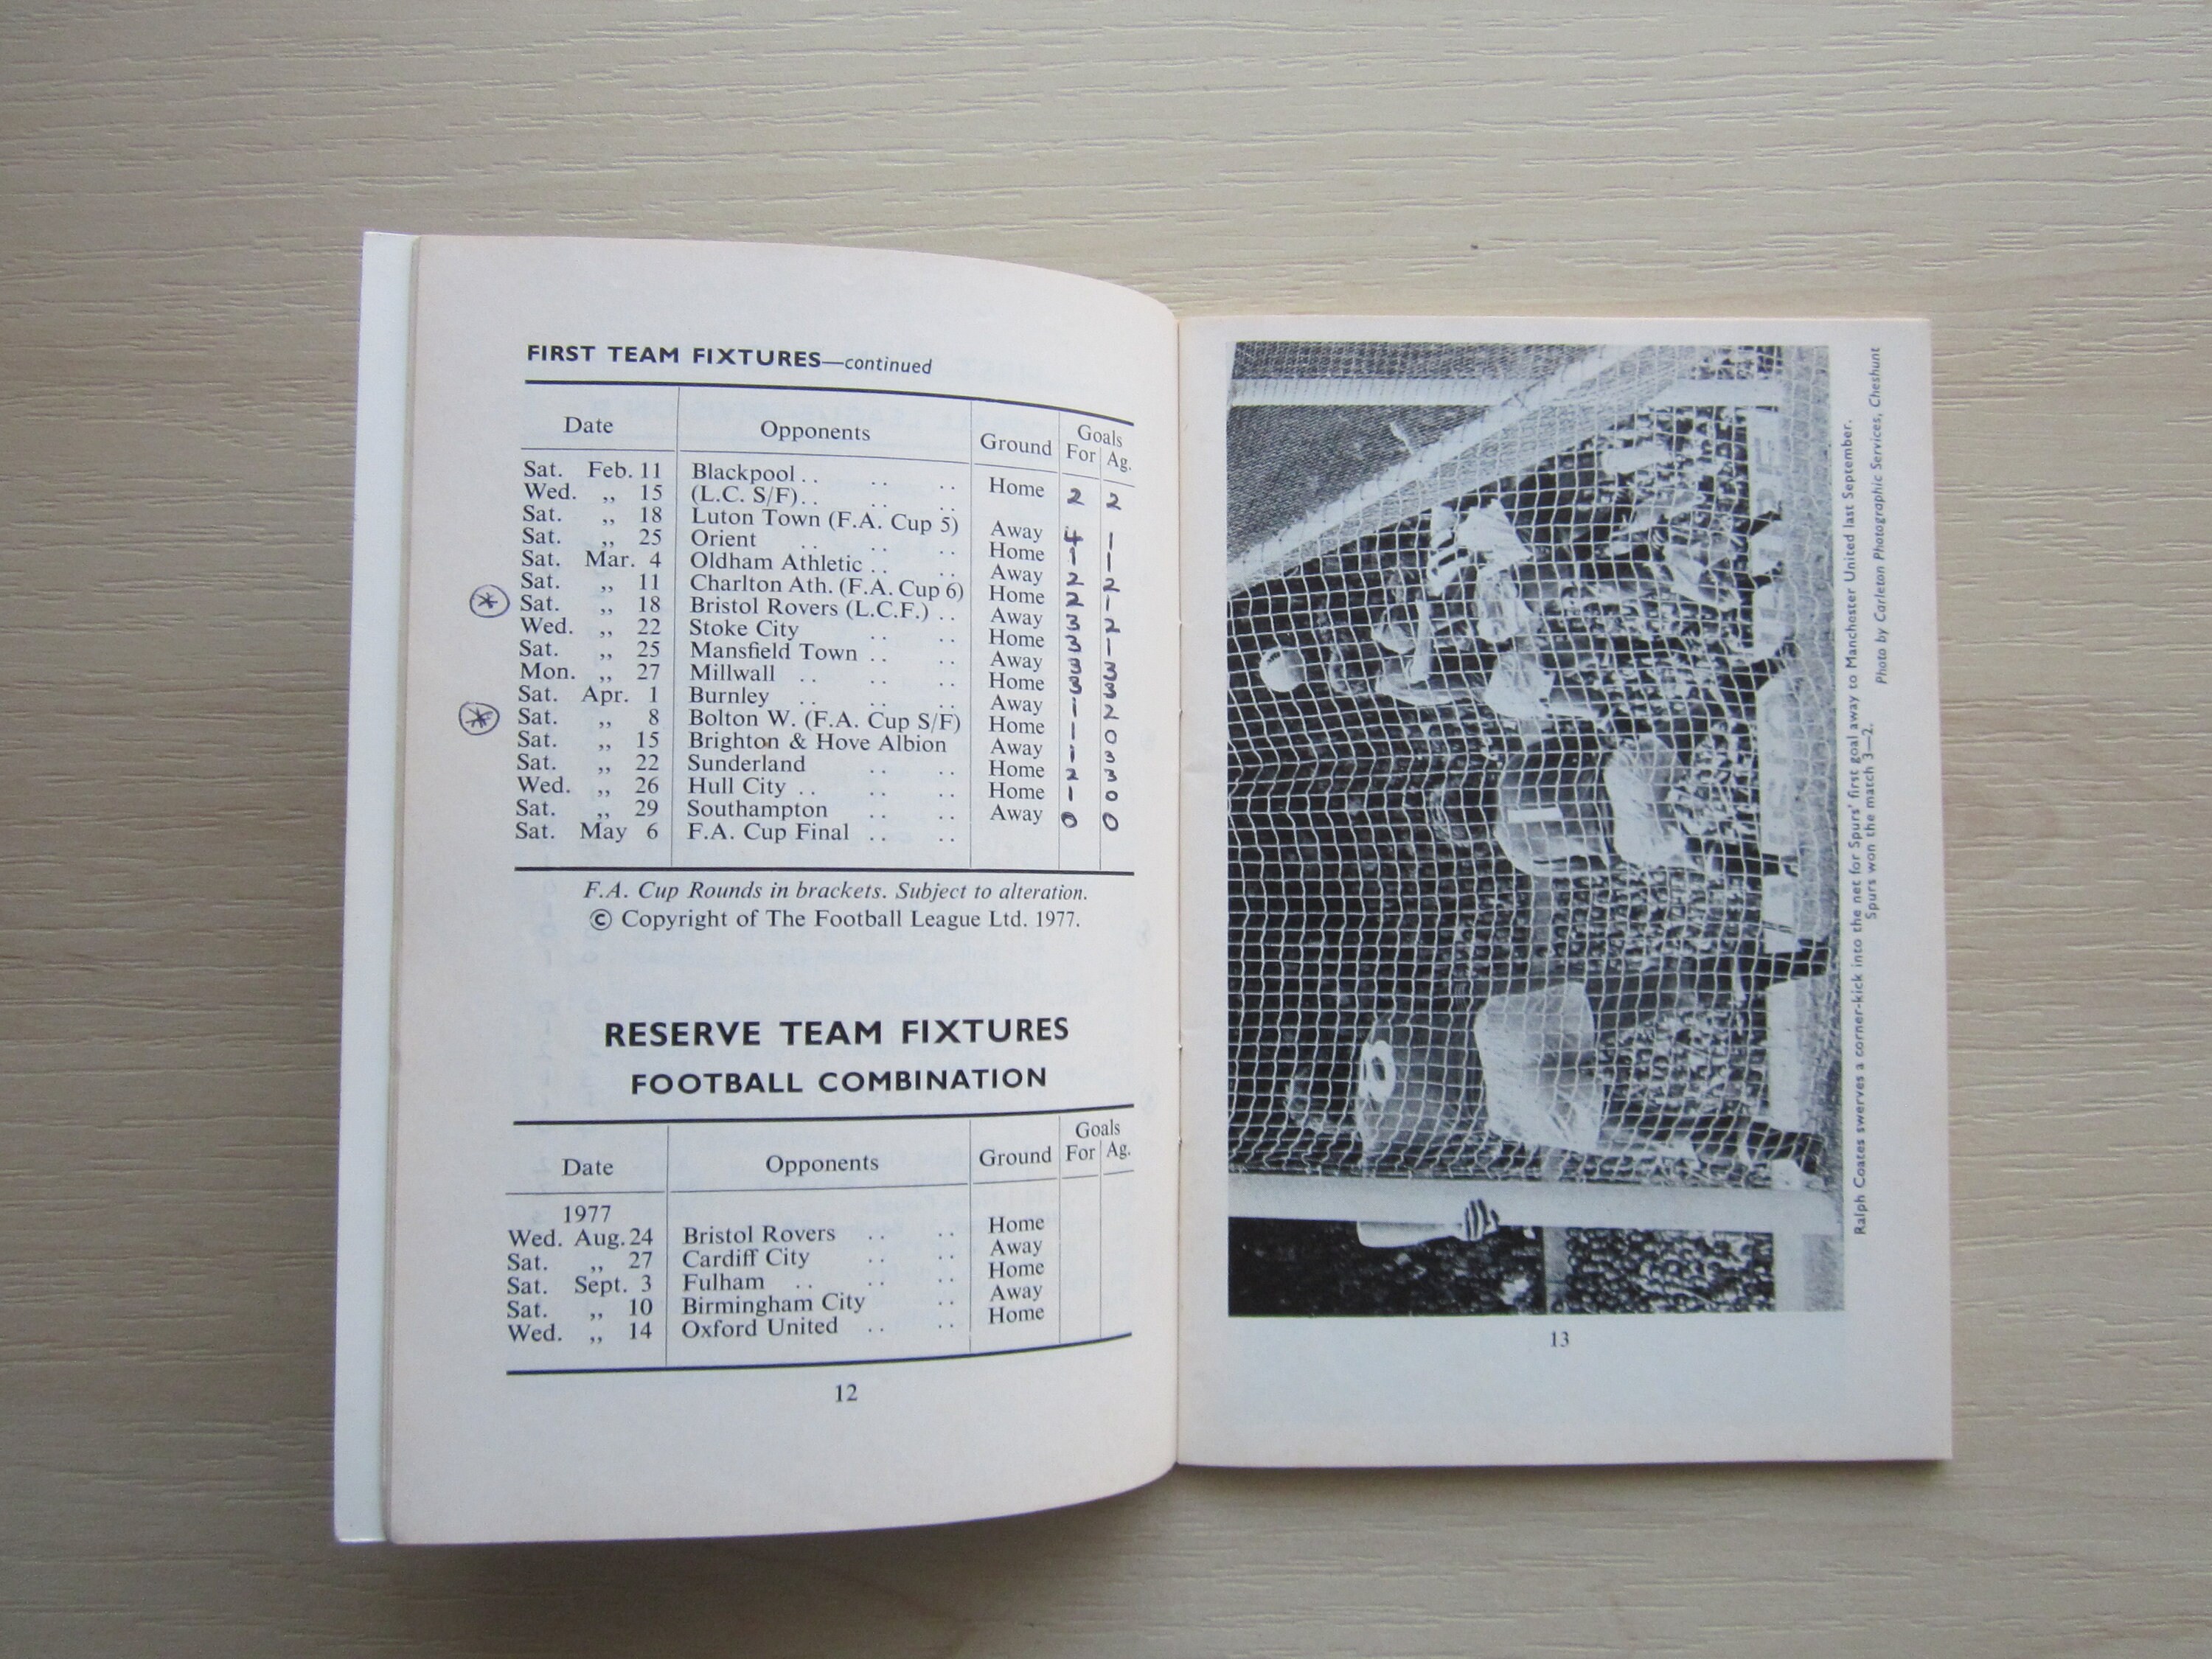 FIRST TEAM FIXTURES—continued
Date Opponents Ground Goals
For Ag.
Sat. Feb. 11 Blackpool .. .. .. Home 2 2
Wed. ,, 15 (L.C. S/F) .. .. ..
Sat. ,, 18 Luton Town (F.A. Cup 5) Away 4 1
Sat. ,, 25 Orient .. .. .. Home 1 1
Sat. Mar. 4 Oldham Athletic .. .. Away 2 2
Sat. ,, 11 Charlton Ath. (F.A. Cup 6) Home 2 1
* Sat. ,, 18 Bristol Rovers (L.C.F.) .. Away 3 2
Wed. ,, 22 Stoke City .. .. Home 3 1
Sat. ,, 25 Mansfield Town .. .. Away 3 3
Mon. ,, 27 Millwall .. .. .. Home 3 3
Sat. Apr. 1 Burnley .. .. .. Away 1 2
* Sat. ,, 8 Bolton W. (F.A. Cup S/F) Home 1 0
Sat. ,, 15 Brighton & Hove Albion Away 1 3
Sat. ,, 22 Sunderland .. .. Home 2 3
Wed. ,, 26 Hull City .. .. .. Home 1 0
Sat. ,, 29 Southampton .. .. Away 0 0
Sat. May 6 F.A. Cup Final .. ..
F.A. Cup Rounds in brackets. Subject to alteration.
© Copyright of The Football League Ltd. 1977.
RESERVE TEAM FIXTURES
FOOTBALL COMBINATION
Date Opponents Ground Goals
For Ag.
1977
Wed. Aug. 24 Bristol Rovers .. .. Home
Sat. ,, 27 Cardiff City .. .. Away
Sat. Sept. 3 Fulham .. .. .. Home
Sat. ,, 10 Birmingham City .. Away
Wed. ,, 14 Oxford United .. .. Home
12
8
Ralph Coates swerves a corner-kick into the net for Spurs' first goal away to Manchester United last September.
Spurs won the match 3—2.
Photo by Carleton Photographic Services, Cheshunt
13